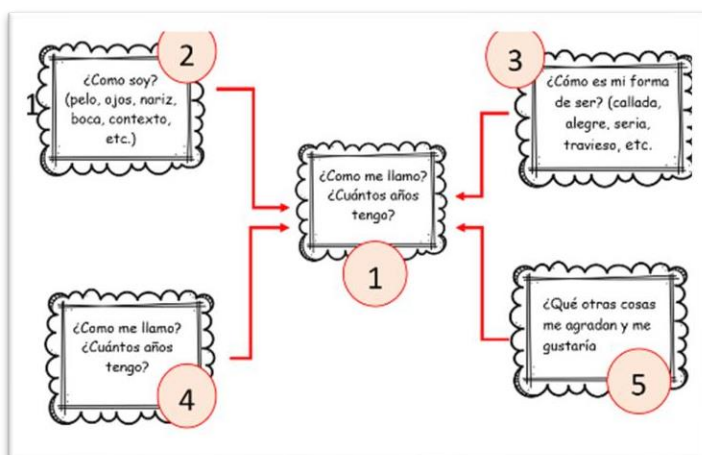 2
¿Como soy?
(pelo, ojos, nariz,
boca, contexto,
etc.)
1
3
¿Cómo es mi forma
de ser? (callada,
alegre, seria,
travieso, etc.
¿Como me llamo?
¿Cuántos años
tengo?
1
¿Como me llamo?
¿Cuántos años
tengo?
4
¿Qué otras cosas
me agradan y me
gustaría
5